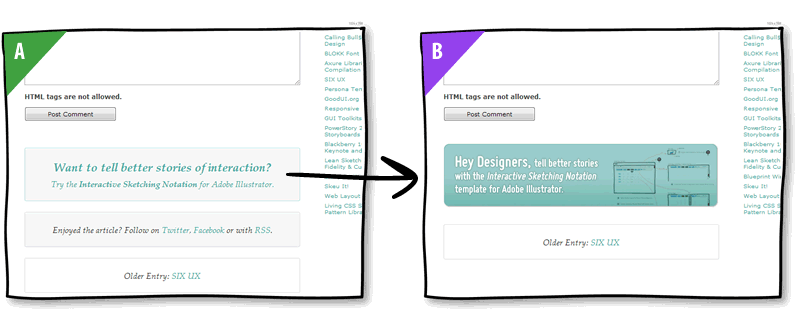 A
Calling Bull$
Design
BLOKK Font
Axure Librari
Compilation
SIX UX
Persona Ten
GoodUI.org
Responsive
GUI Toolkits
PowerStory 2
Storyboards
Blackberry 1
Keynote and
Lean Sketch
Fidelity & Cu
Skeu It!
Web Layout
Living CSS S
Pattern Libra
HTML tags are not allowed.
Post Comment
Want to tell better stories of interaction?
Try the Interactive Sketching Notation for Adobe Illustrator.
Enjoyed the article? Follow on Twitter, Facebook or with RSS.
Older Entry: SIX UX
B
Calling Bull$
Design
BLOKK Font
Axure Librari
Compilation
SIX UX
Persona Ten
GoodUI.org
Responsive
GUI Toolkits
PowerStory 2
Storyboards
Blackberry 1
Keynote and
Lean Sketch
Fidelity & Cu
Blueprint W
Skeu It!
Web Layout
Living CSS S
Pattern Libr
HTML tags are not allowed.
Post Comment
Hey Designers, tell better stories
with the Interactive Sketching Notation
template for Adobe Illustrator.
Older Entry: SIX UX